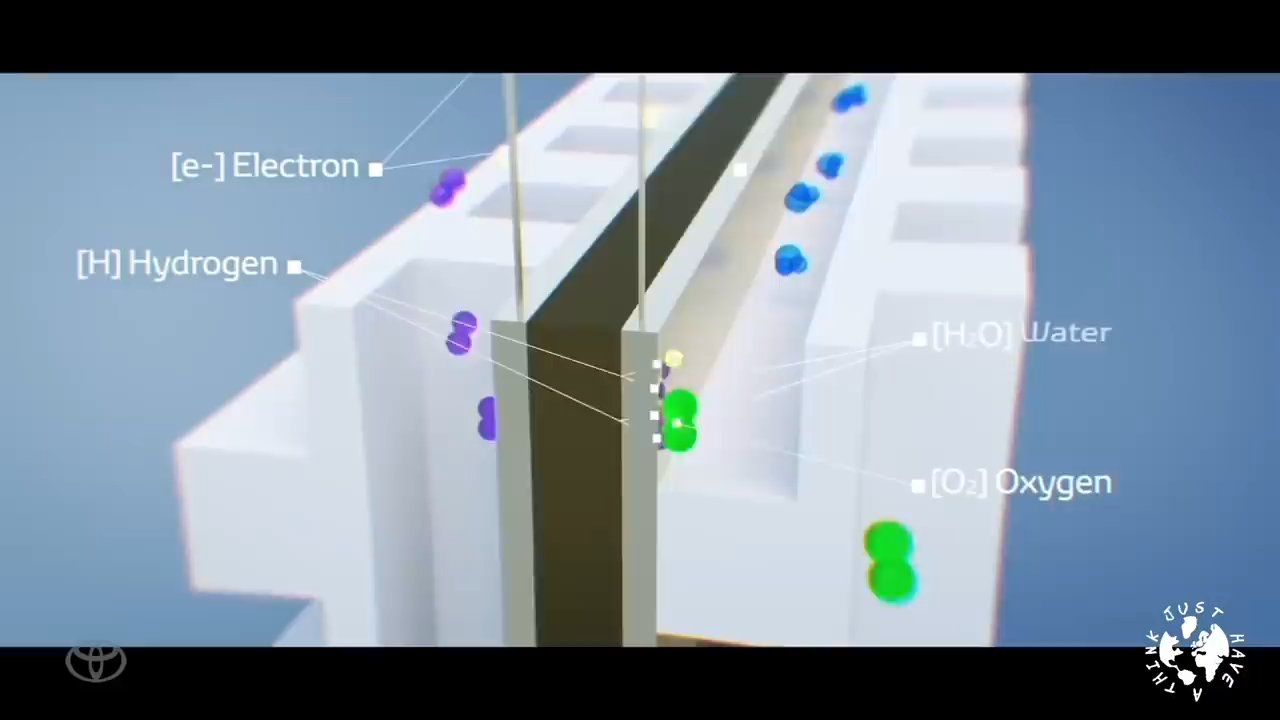 [e-] Electron
[H] Hydrogen
[H₂O] Water
[O₂] Oxygen
JUST HAVE A THINK